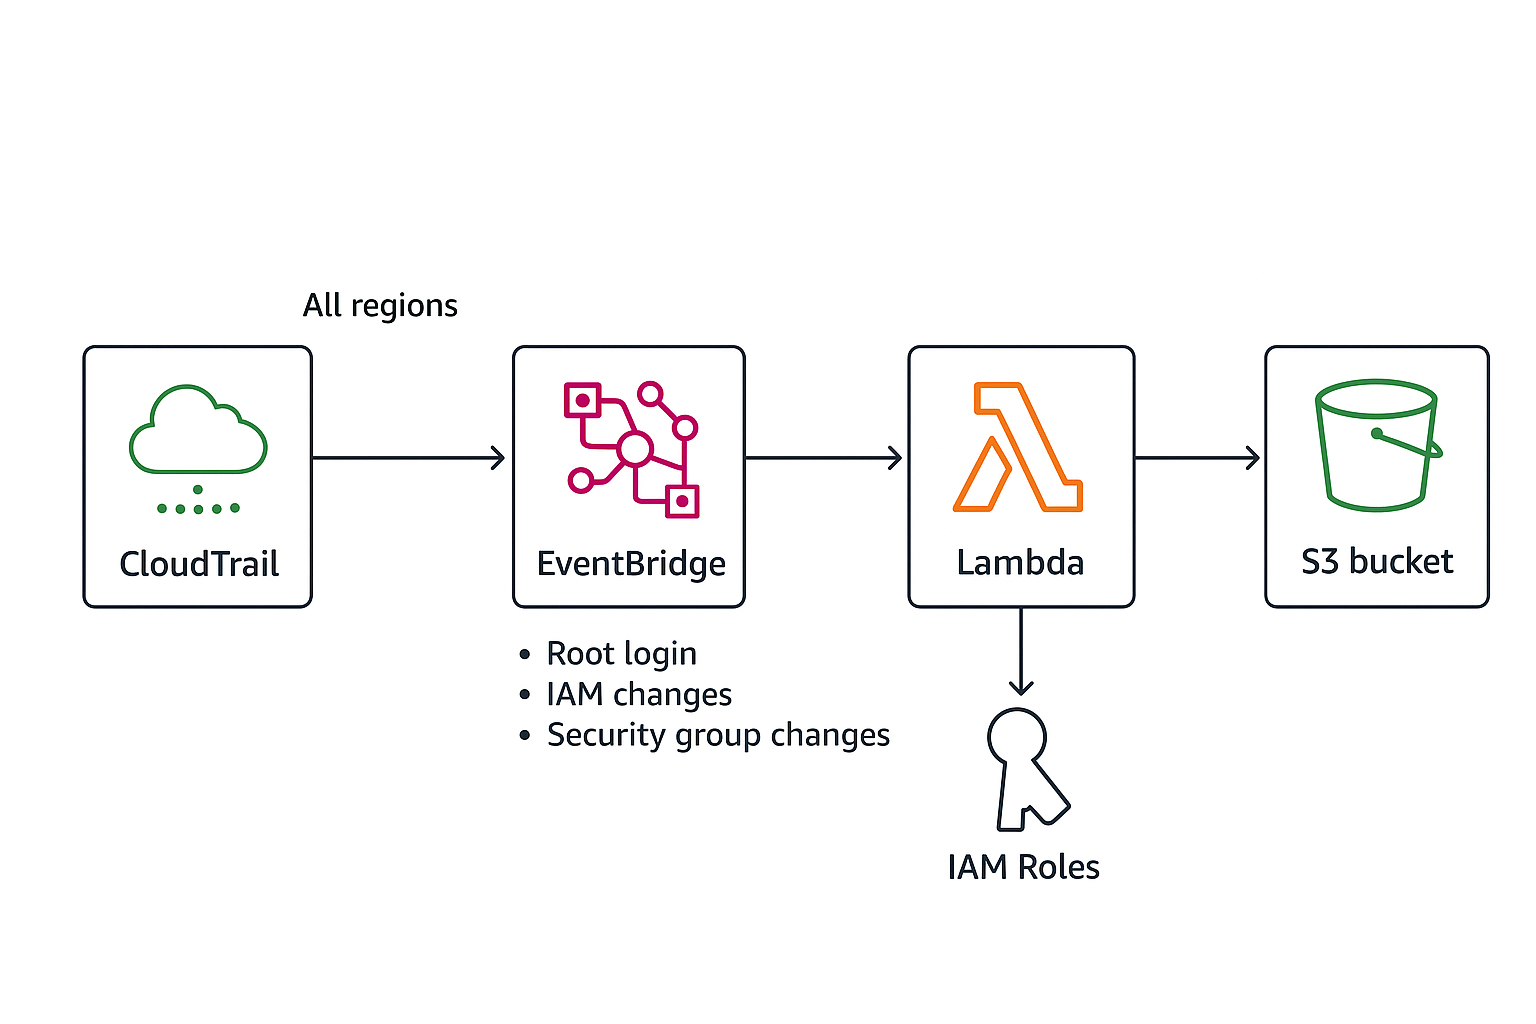 All regions
CloudTrail
EventBridge
Lambda
S3 bucket
• Root login
• IAM changes
• Security group changes
IAM Roles